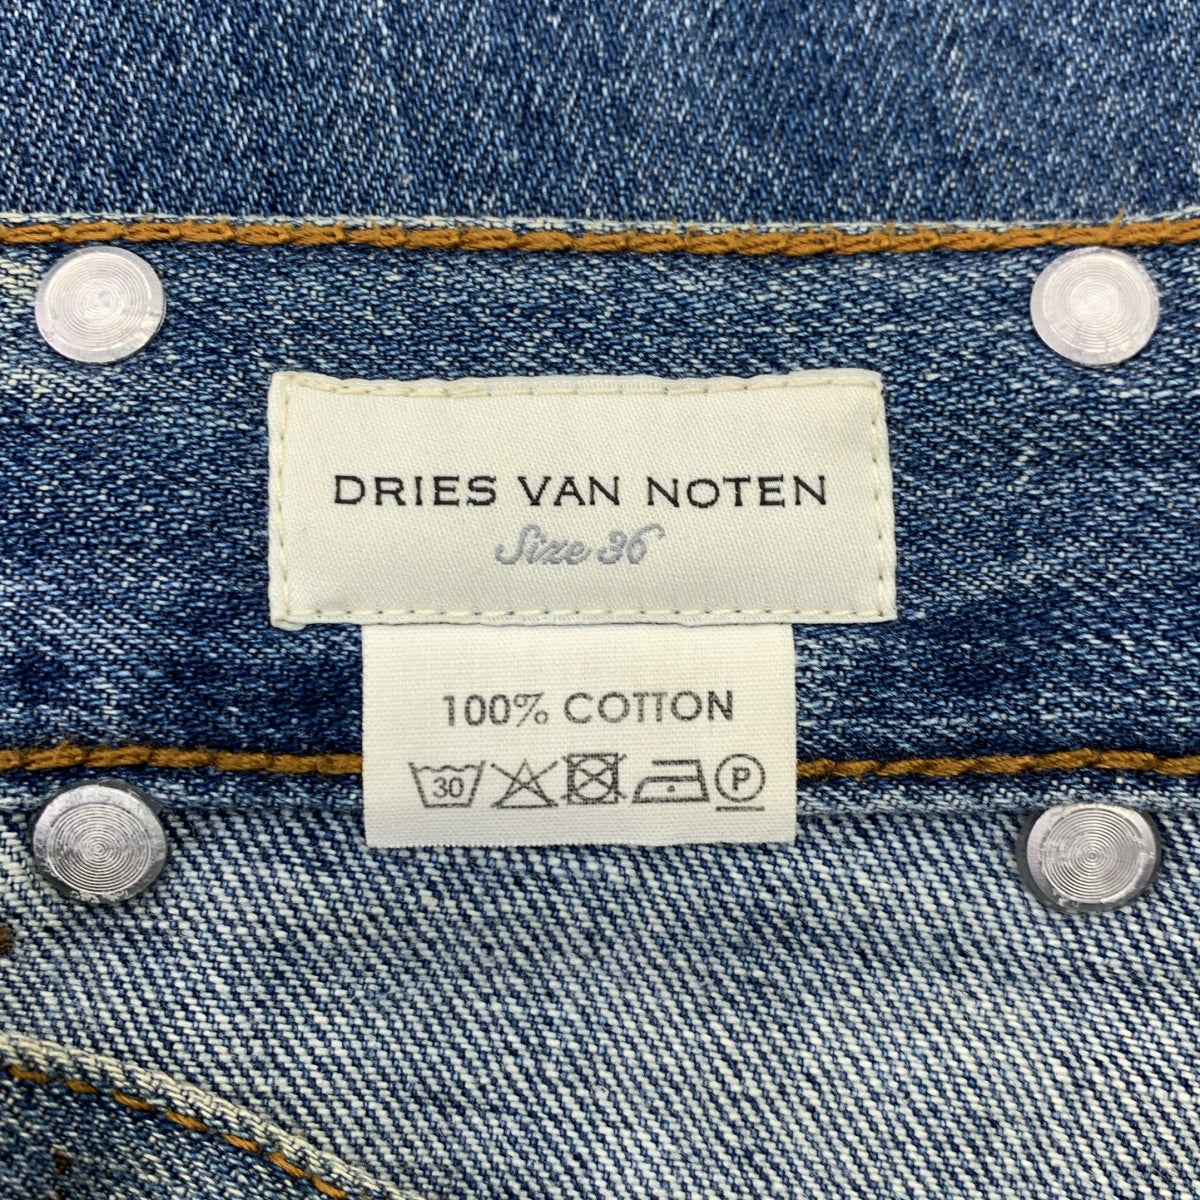 DRIES VAN NOTEN
Size 36
100% COTTON
30 P